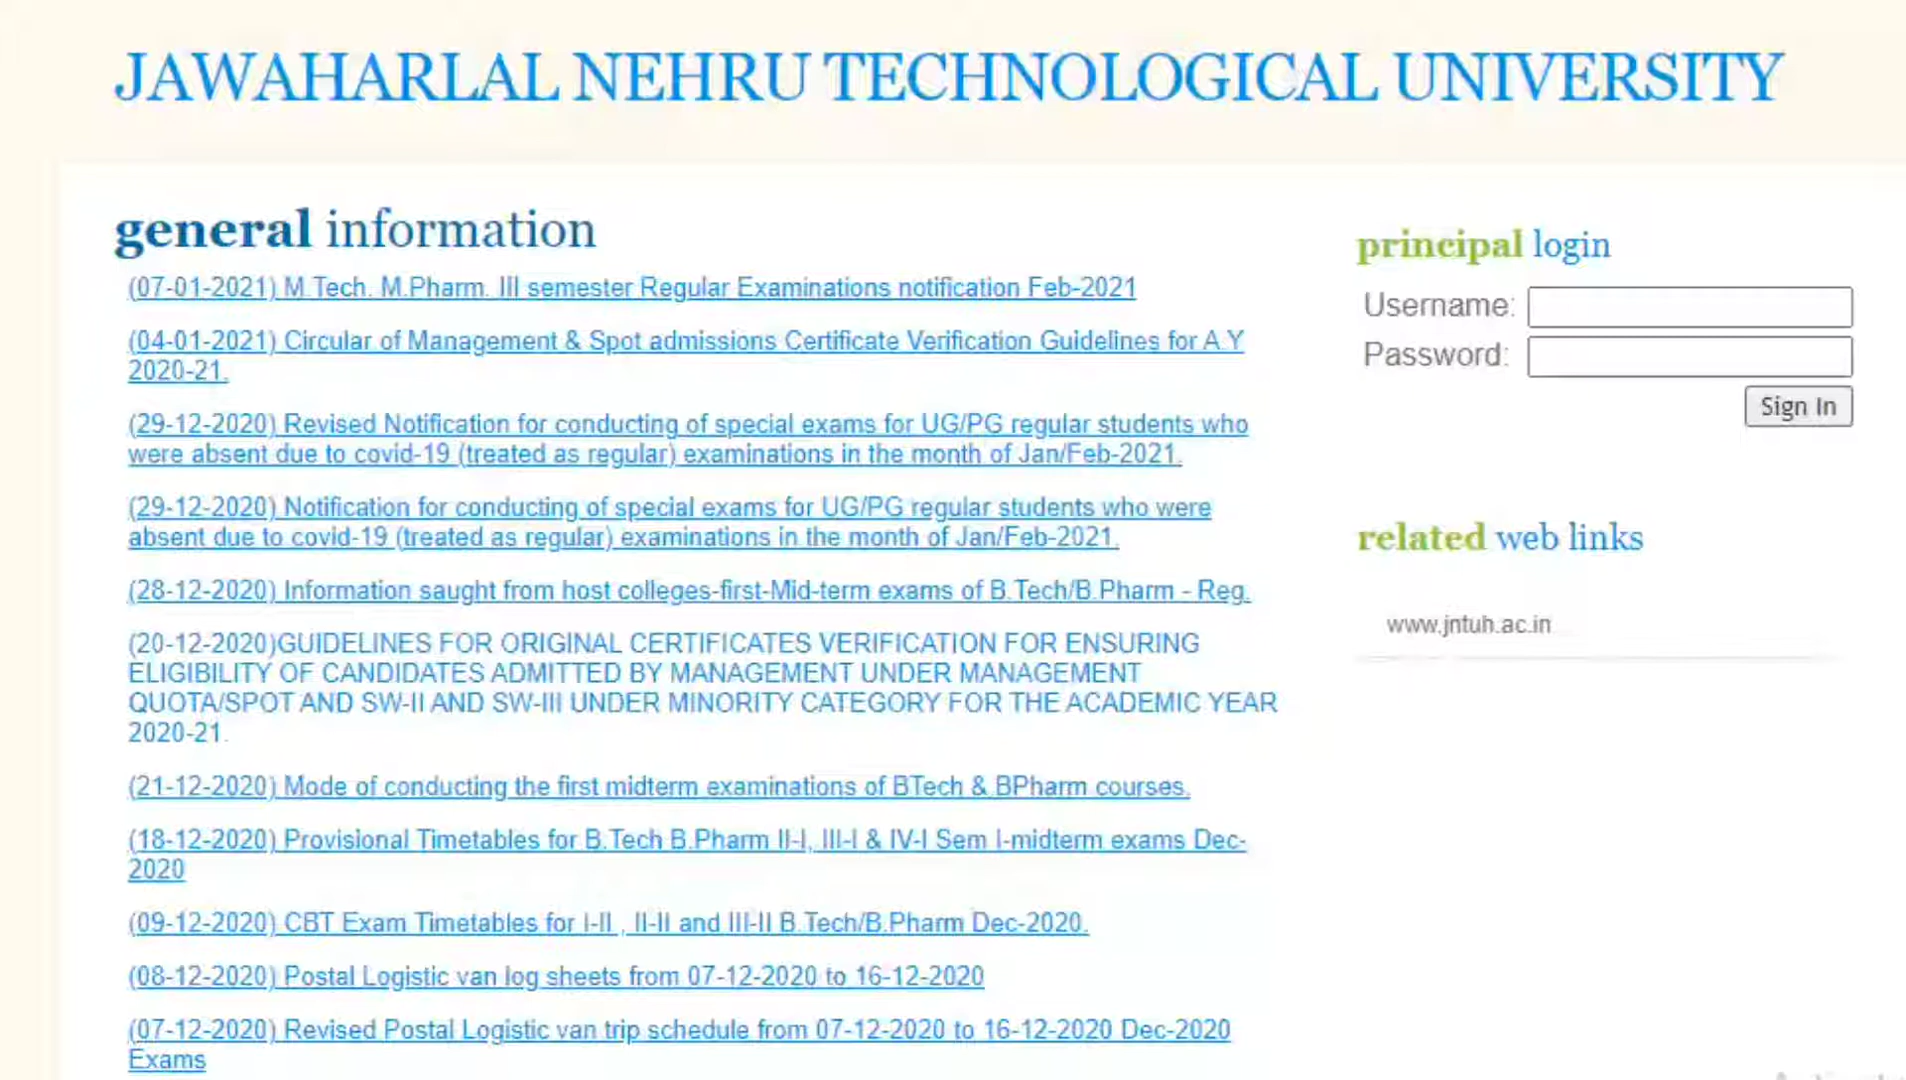 JAWAHARLAL NEHRU TECHNOLOGICAL UNIVERSITY
general information
(07-01-2021) M.Tech. M.Pharm. III semester Regular Examinations notification Feb-2021
(04-01-2021) Circular of Management & Spot admissions Certificate Verification Guidelines for A.Y
2020-21.
(29-12-2020) Revised Notification for conducting of special exams for UG/PG regular students who
were absent due to covid-19 (treated as regular) examinations in the month of Jan/Feb-2021.
(29-12-2020) Notification for conducting of special exams for UG/PG regular students who were
absent due to covid-19 (treated as regular) examinations in the month of Jan/Feb-2021.
(28-12-2020) Information saught from host colleges-first-Mid-term exams of B.Tech/B.Pharm - Reg.
(20-12-2020)GUIDELINES FOR ORIGINAL CERTIFICATES VERIFICATION FOR ENSURING
ELIGIBILITY OF CANDIDATES ADMITTED BY MANAGEMENT UNDER MANAGEMENT
QUOTA/SPOT AND SW-II AND SW-III UNDER MINORITY CATEGORY FOR THE ACADEMIC YEAR
2020-21.
(21-12-2020) Mode of conducting the first midterm examinations of BTech & BPharm courses.
(18-12-2020) Provisional Timetables for B.Tech B.Pharm II-I, III-I & IV-I Sem I-midterm exams Dec-
2020
(09-12-2020) CBT Exam Timetables for I-II , II-II and III-II B.Tech/B.Pharm Dec-2020.
(08-12-2020) Postal Logistic van log sheets from 07-12-2020 to 16-12-2020
(07-12-2020) Revised Postal Logistic van trip schedule from 07-12-2020 to 16-12-2020 Dec-2020
Exams
principal login
Username:
Password:
Sign In
related web links
www.jntuh.ac.in